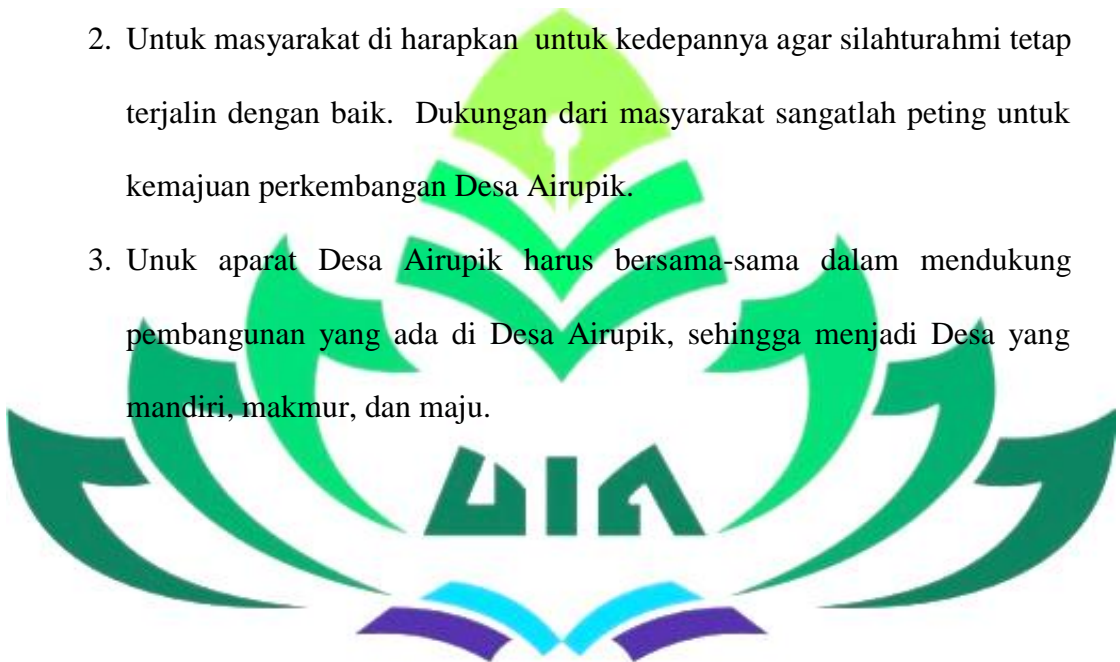 2. Untuk masyarakat di harapkan untuk kedepannya agar silahturahmi tetap
terjalin dengan baik. Dukungan dari masyarakat sangatlah peting untuk
kemajuan perkembangan Desa Airupik.
3. Unuk aparat Desa Airupik harus bersama-sama dalam mendukung
pembangunan yang ada di Desa Airupik, sehingga menjadi Desa yang
mandiri, makmur, dan maju.